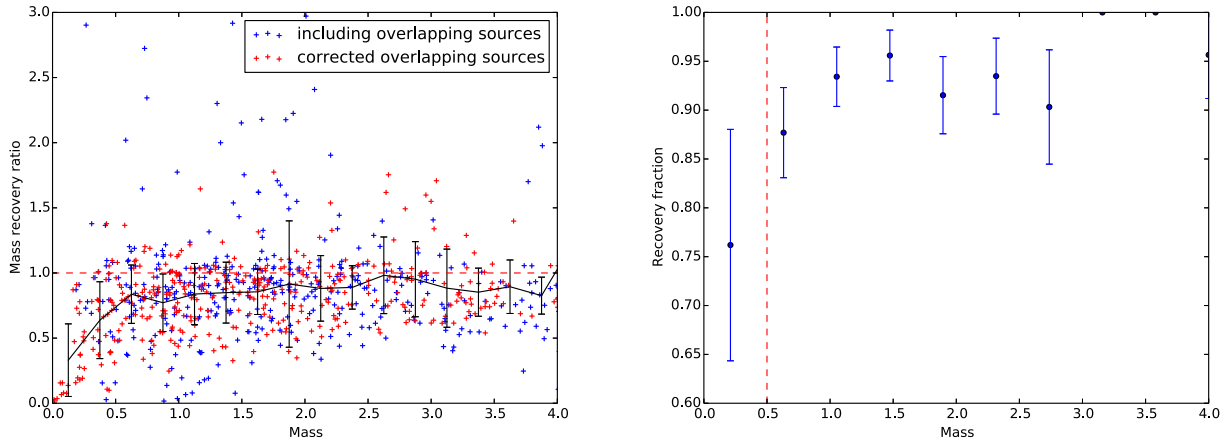 3.0
2.5
2.0
1.5
1.0
0.5
0.0
Mass recovery ratio
including overlapping sources
corrected overlapping sources
0.0 0.5 1.0 1.5 2.0 2.5 3.0 3.5 4.0
Mass
1.00
0.95
0.90
0.85
0.80
0.75
0.70
0.65
0.60
Recovery fraction
0.0 0.5 1.0 1.5 2.0 2.5 3.0 3.5 4.0
Mass